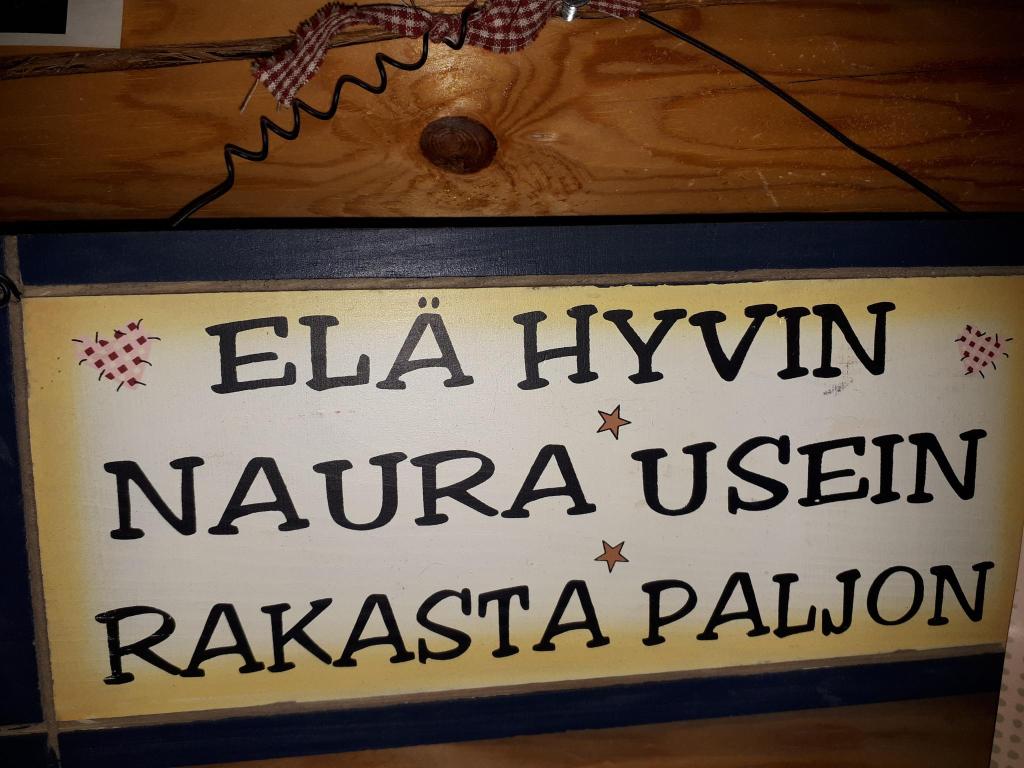 ELÄ HYVIN
NAURA USEIN
RAKASTA PALJON